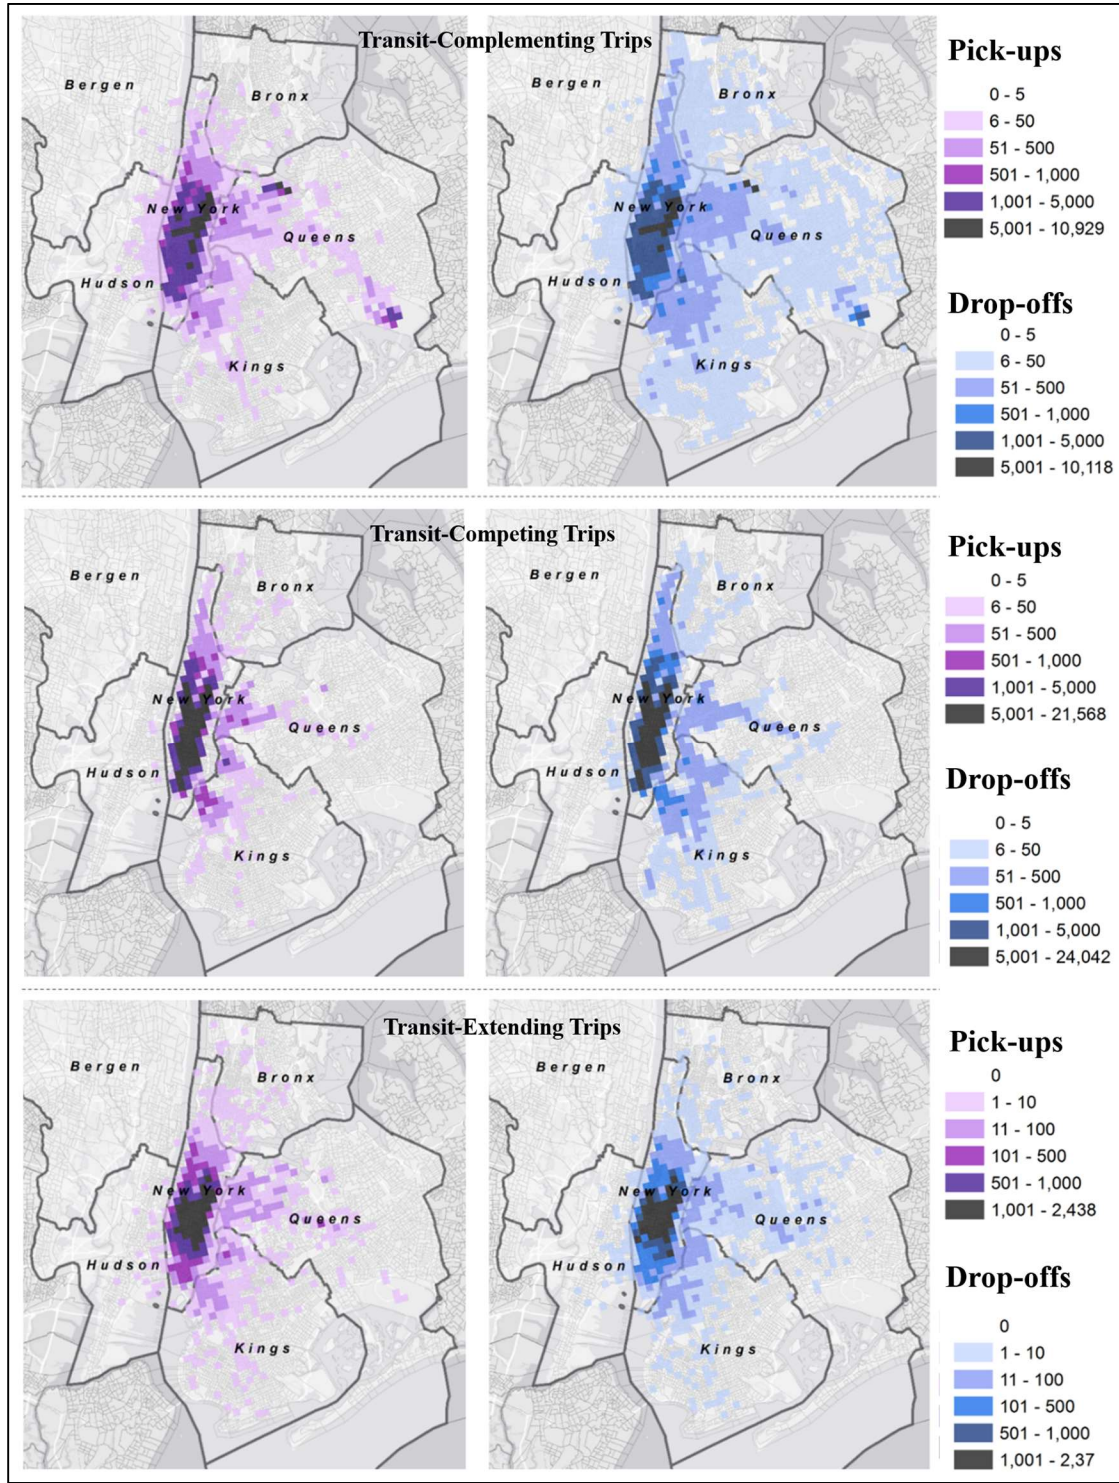 Transit-Complementing Trips
Bergen
Bronx
New York
Queens
Hudson
Kings
Bronx
New York
Queens
Hudson
Kings
Pick-ups
0 - 5
6 - 50
51 - 500
501 - 1,000
1,001 - 5,000
5,001 - 10,929
Drop-offs
0 - 5
6 - 50
51 - 500
501 - 1,000
1,001 - 5,000
5,001 - 10,118
Transit-Competing Trips
Bergen
Bronx
New York
Queens
Hudson
Kings
Bergen
Bronx
New York
Queens
Hudson
Kings
Pick-ups
0 - 5
6 - 50
51 - 500
501 - 1,000
1,001 - 5,000
5,001 - 21,568
Drop-offs
0 - 5
6 - 50
51 - 500
501 - 1,000
1,001 - 5,000
5,001 - 24,042
Transit-Extending Trips
Bergen
Bronx
New York
Queens
Hudson
Kings
Bergen
Bronx
New York
Queens
Hudson
Kings
Pick-ups
0
1 - 10
11 - 100
101 - 500
501 - 1,000
1,001 - 2,438
Drop-offs
0
1 - 10
11 - 100
101 - 500
501 - 1,000
1,001 - 2,37